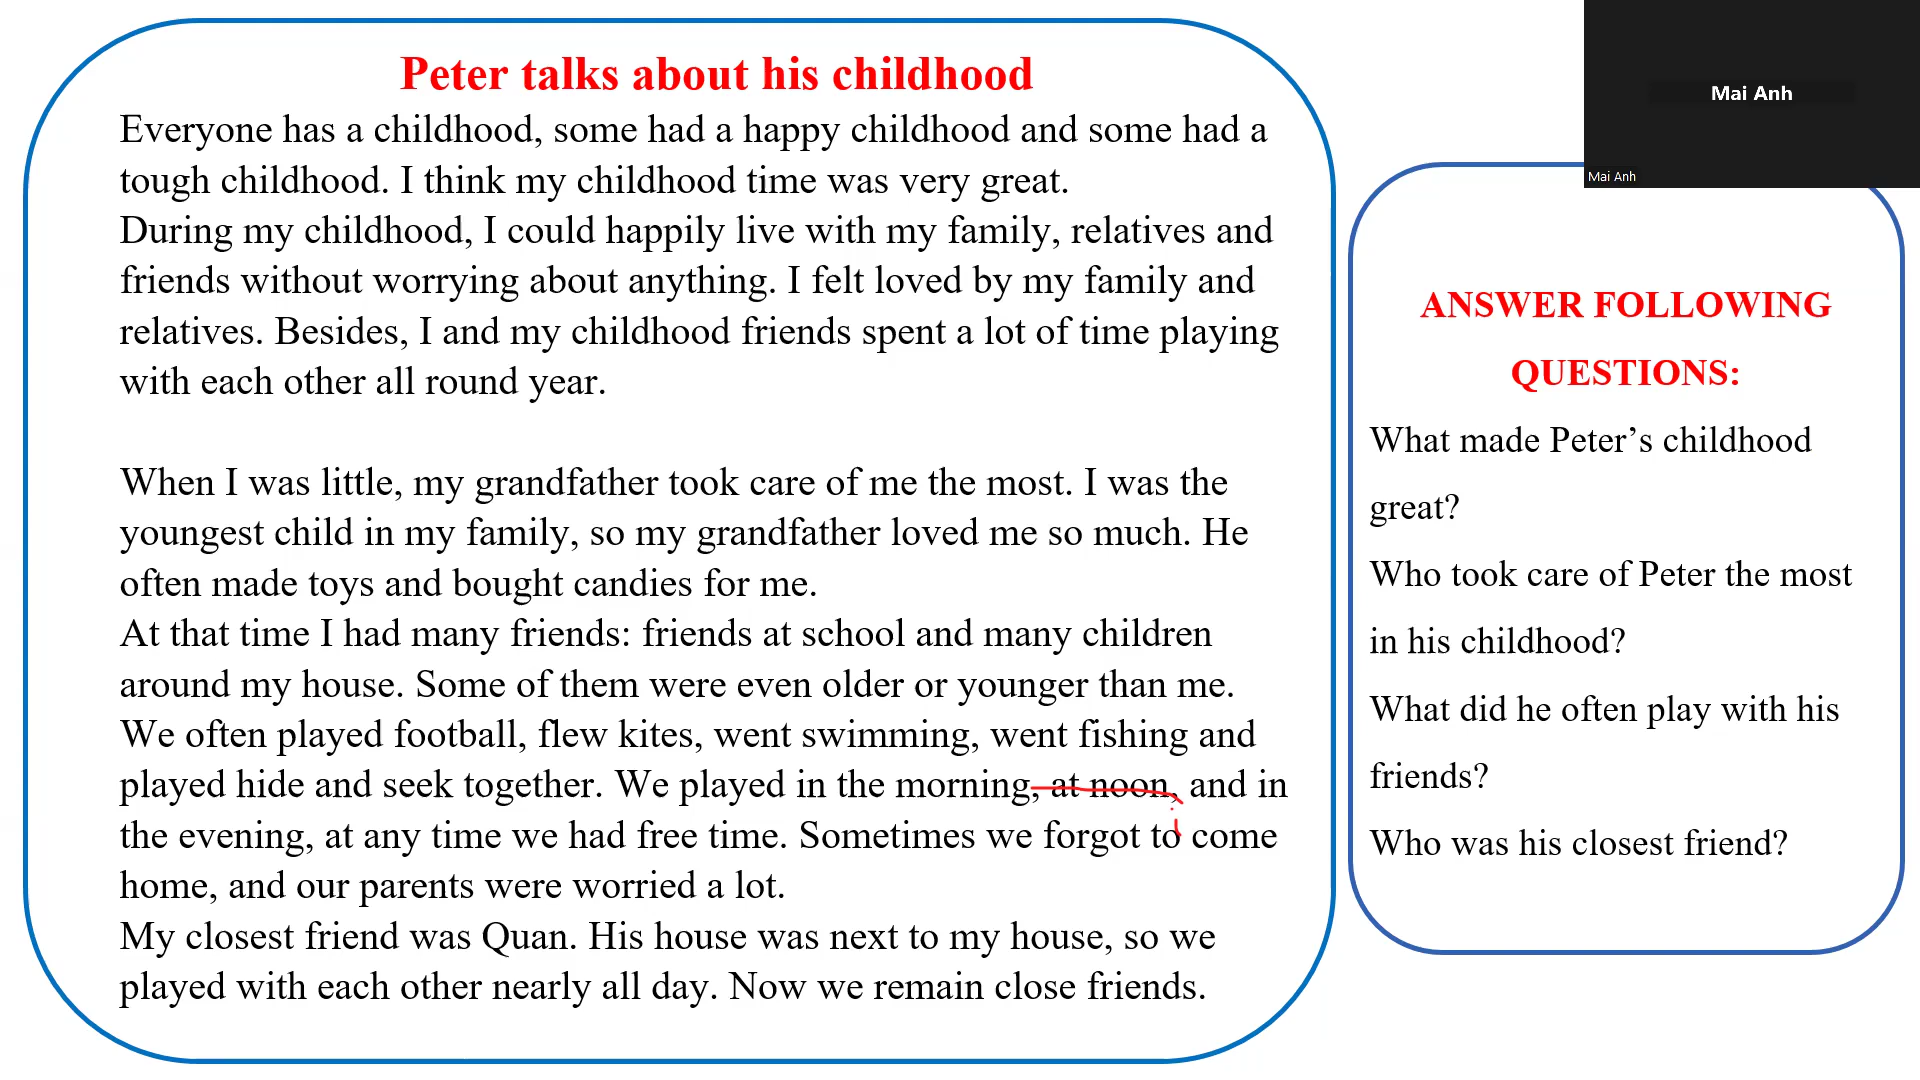 Peter talks about his childhood
Everyone has a childhood, some had a happy childhood and some had a
tough childhood. I think my childhood time was very great.
During my childhood, I could happily live with my family, relatives and
friends without worrying about anything. I felt loved by my family and
relatives. Besides, I and my childhood friends spent a lot of time playing
with each other all round year.
When I was little, my grandfather took care of me the most. I was the
youngest child in my family, so my grandfather loved me so much. He
often made toys and bought candies for me.
At that time I had many friends: friends at school and many children
around my house. Some of them were even older or younger than me.
We often played football, flew kites, went swimming, went fishing and
played hide and seek together. We played in the morning, at noon, and in
the evening, at any time we had free time. Sometimes we forgot to come
home, and our parents were worried a lot.
My closest friend was Quan. His house was next to my house, so we
played with each other nearly all day. Now we remain close friends.
Mai Anh
Mai Anh
ANSWER FOLLOWING
QUESTIONS:
What made Peter’s childhood
great?
Who took care of Peter the most
in his childhood?
What did he often play with his
friends?
Who was his closest friend?